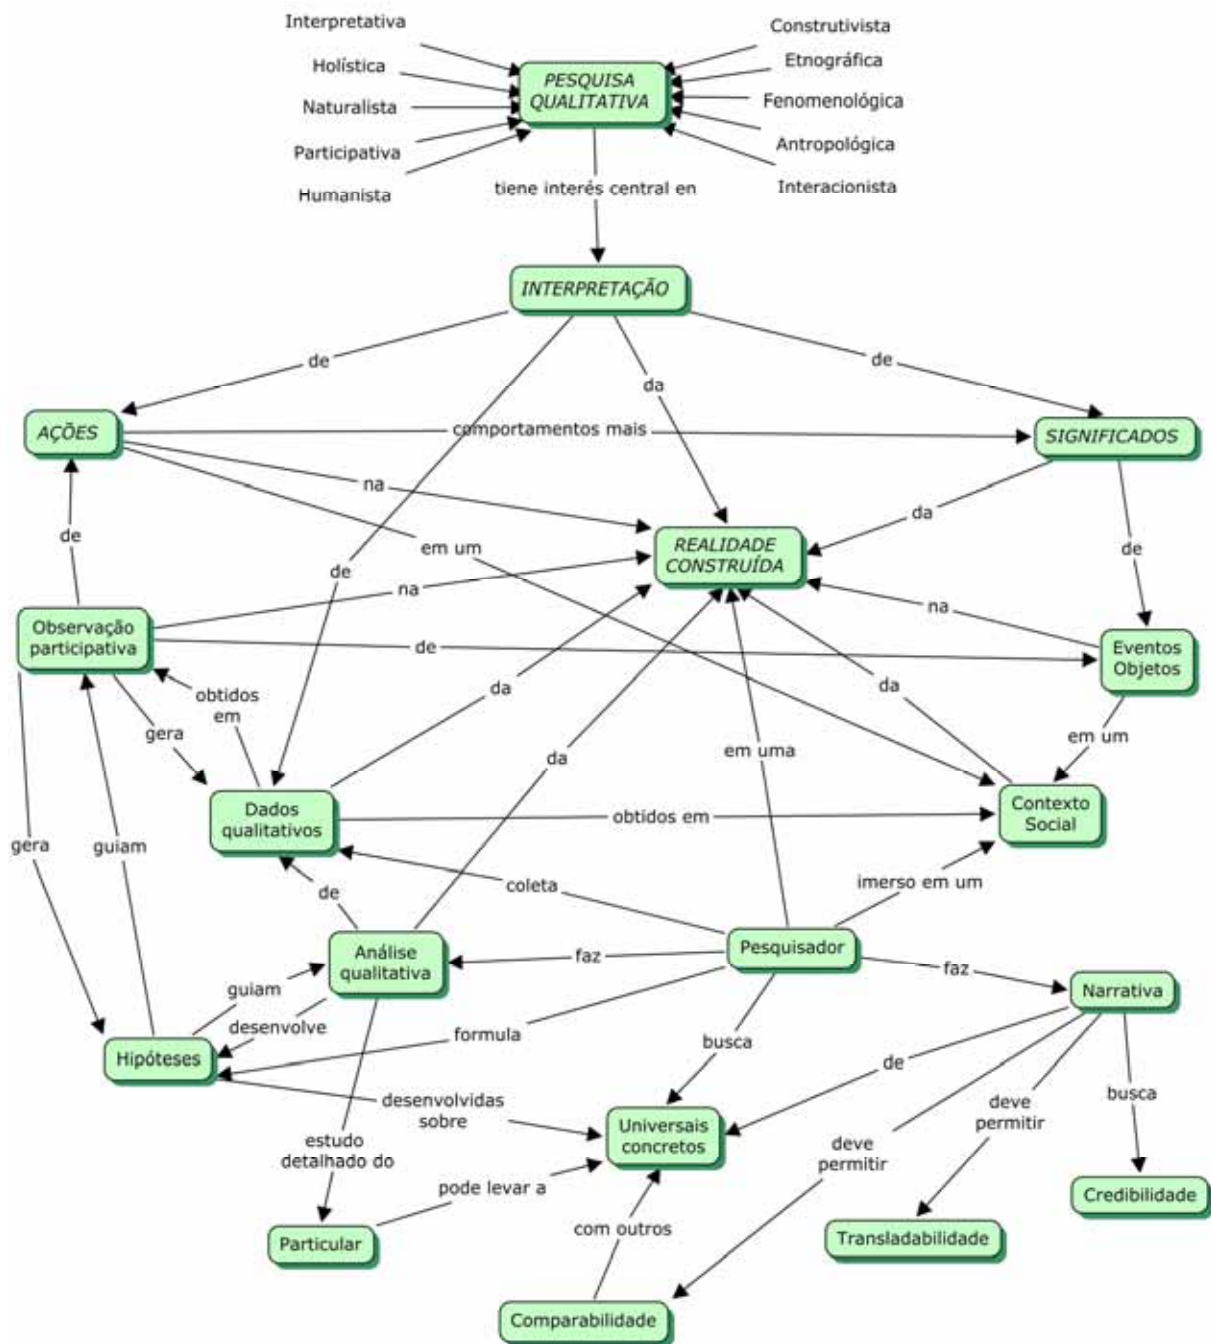 Interpretativa
Holística
Naturalista
Participativa
Humanista
PESQUISA
QUALITATIVA
Construtivista
Etnográfica
Fenomenológica
Antropológica
Interacionista
tiene interés central en
INTERPRETAÇÃO
de
da
de
de
AÇÕES
comportamentos mais
SIGNIFICADOS
na
em um
da
de
de
REALIDADE
CONSTRUÍDA
Observação
participativa
na
de
na
Eventos
Objetos
obtidos
em
gera
da
da
da
em uma
em um
Dados
qualitativos
obtidos em
Contexto
Social
gera
guiam
de
coleta
imerso em um
Análise
qualitativa
faz
Pesquisador
faz
Narrativa
guiam
desenvolve
formula
busca
de
Hipóteses
desenvolvidas
sobre
Universais
concretos
deve
permitir
deve
permitir
busca
estudo
detalhado do
pode levar a
Credibilidade
Particular
com outros
Transladabilidade
Comparabilidade